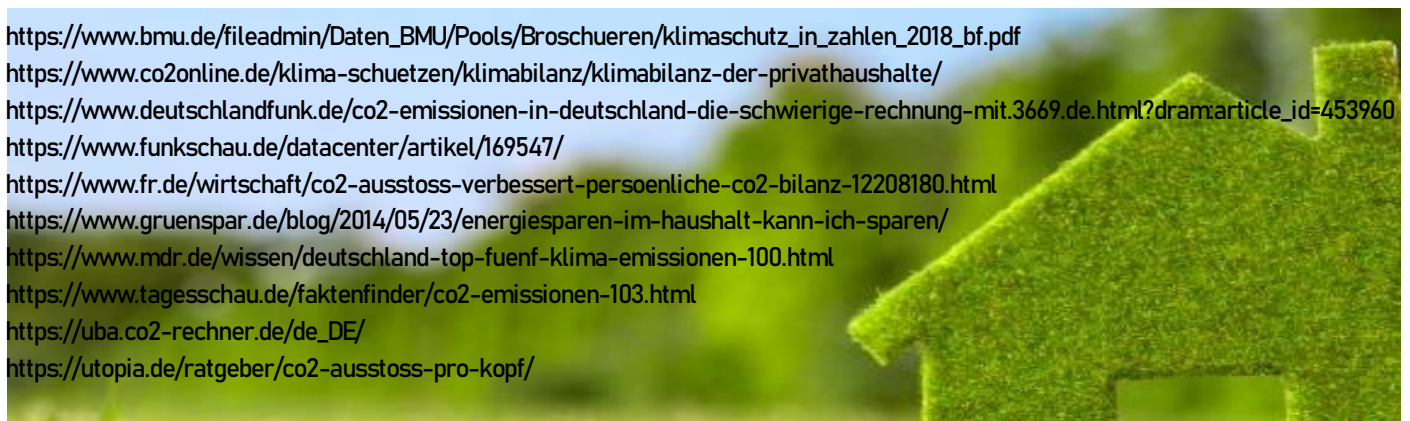 https://www.bmu.de/fileadmin/Daten_BMU/Pools/Broschueren/klimaschutz_in_zahlen_2018_bf.pdf
https://www.co2online.de/klima-schuetzen/klimabilanz/klimabilanz-der-privathaushalte/
https://www.deutschlandfunk.de/co2-emissionen-in-deutschland-die-schwierige-rechnung-mit.3669.de.html?dram:article_id=453960
https://www.funkschau.de/datacenter/artikel/169547/
https://www.fr.de/wirtschaft/co2-ausstoss-verbessert-persoenliche-co2-bilanz-12208180.html
https://www.gruenspar.de/blog/2014/05/23/energiesparen-im-haushalt-kann-ich-sparen/
https://www.mdr.de/wissen/deutschland-top-fuenf-klima-emissionen-100.html
https://www.tagesschau.de/faktenfinder/co2-emissionen-103.html
https://uba.co2-rechner.de/de_DE/
https://utopia.de/ratgeber/co2-ausstoss-pro-kopf/